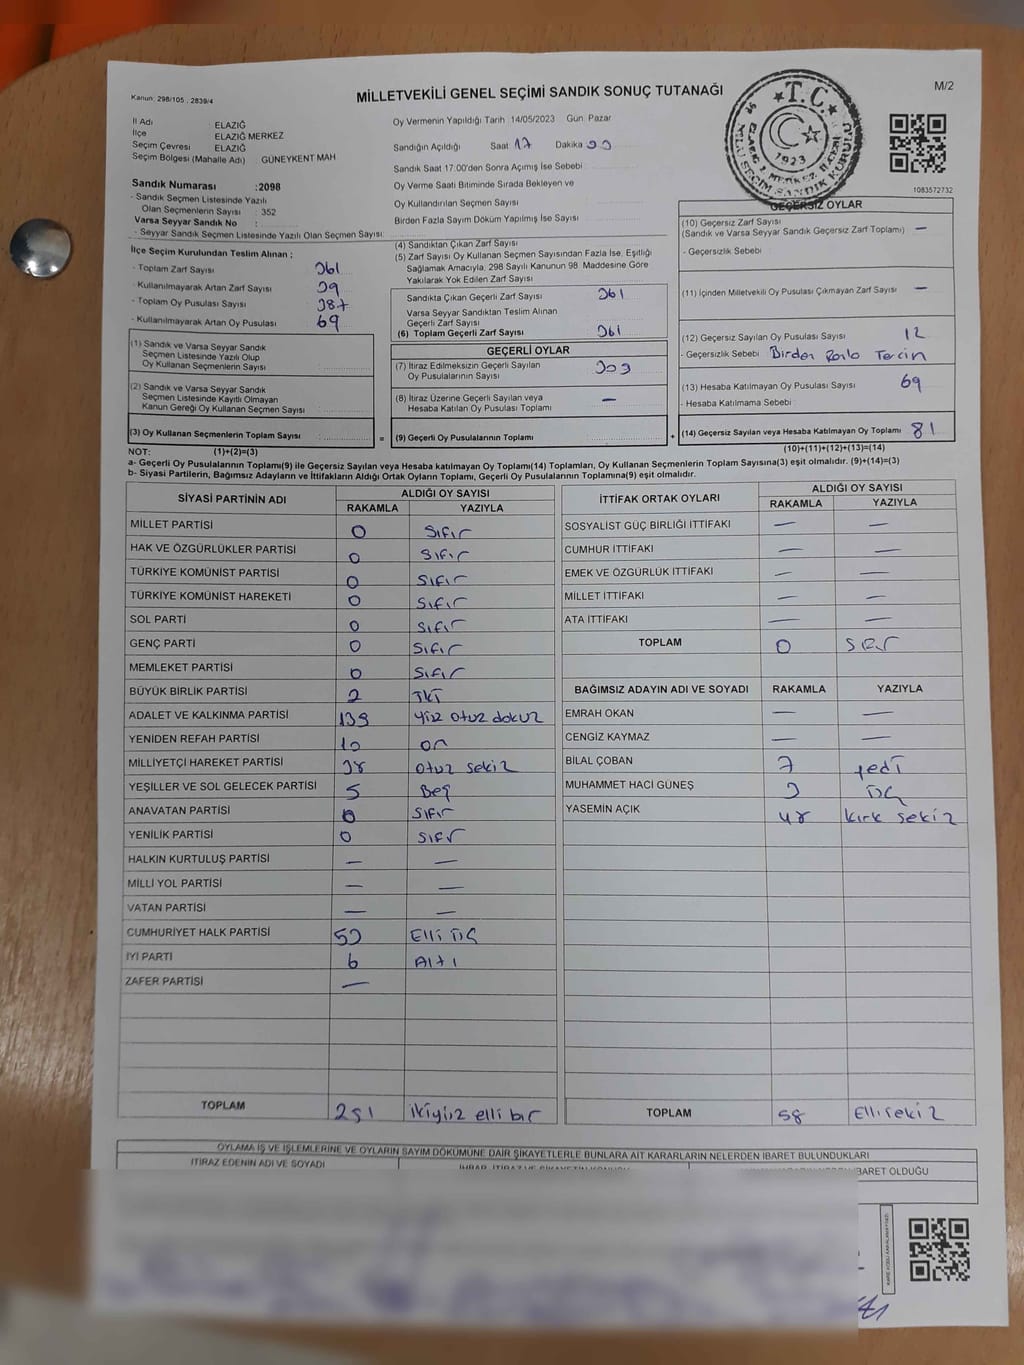 Kanun: 298/105 , 2839/4
MİLLETVEKİLİ GENEL SEÇİMİ SANDIK SONUÇ TUTANAĞI
M/2
T.C.
1923
1083572732
İl Adı ELAZIĞ
İlçe ELAZIĞ MERKEZ
Seçim Çevresi ELAZIĞ
Seçim Bölgesi (Mahalle Adı) : GÜNEYKENT MAH
Sandık Numarası :2098
- Sandık Seçmen Listesinde Yazılı
Olan Seçmenlerin Sayısı : 352
Varsa Seyyar Sandık No :
- Seyyar Sandık Seçmen Listesinde Yazılı Olan Seçmen Sayısı:
Oy Vermenin Yapıldığı Tarih 14/05/2023 Gün Pazar
Sandığın Açıldığı Saat 17 Dakika
Sandık Saat 17:00'den Sonra Açılmış İse Sebebi
Oy Verme Saati Bitiminde Sırada Bekleyen ve
Oy Kullandırılan Seçmen Sayısı
Birden Fazla Sayım Döküm Yapılmış İse Sayısı
İlçe Seçim Kurulundan Teslim Alınan :
- Toplam Zarf Sayısı 361
- Kullanılmayarak Artan Zarf Sayısı 39
- Toplam Oy Pusulası Sayısı 387
- Kullanılmayarak Artan Oy Pusulası 69
(1) Sandık ve Varsa Seyyar Sandık
Seçmen Listesinde Yazılı Olup
Oy Kullanan Seçmenlerin Sayısı
(2) Sandık ve Varsa Seyyar Sandık
Seçmen Listesinde Kayıtlı Olmayan
Kanun Gereği Oy Kullanan Seçmen Sayısı
(3) Oy Kullanan Seçmenlerin Toplam Sayısı =
(4) Sandıktan Çıkan Zarf Sayısı
(5) Zarf Sayısı Oy Kullanan Seçmen Sayısından Fazla İse, Eşitliği
Sağlamak Amacıyla, 298 Sayılı Kanunun 98. Maddesine Göre
Yakılarak Yok Edilen Zarf Sayısı
Sandıkta Çıkan Geçerli Zarf Sayısı 361
Varsa Seyyar Sandıktan Teslim Alınan
Geçerli Zarf Sayısı
(6) Toplam Geçerli Zarf Sayısı 361
GEÇERLİ OYLAR
(7) İtiraz Edilmeksizin Geçerli Sayılan
Oy Pusulalarının Sayısı 303
(8) İtiraz Üzerine Geçerli Sayılan veya
Hesaba Katılan Oy Pusulası Toplamı —
(9) Geçerli Oy Pusulalarının Toplamı +
GEÇERSİZ OYLAR
(10) Geçersiz Zarf Sayısı
(Sandık ve Varsa Seyyar Sandık Geçersiz Zarf Toplamı) —
- Geçersizlik Sebebi
(11) İçinden Milletvekili Oy Pusulası Çıkmayan Zarf Sayısı —
(12) Geçersiz Sayılan Oy Pusulası Sayısı 12
- Geçersizlik Sebebi Birden Tercin
(13) Hesaba Katılmayan Oy Pusulası Sayısı 69
- Hesaba Katılmama Sebebi
(14) Geçersiz Sayılan veya Hesaba Katılmayan Oy Toplamı 81
NOT: (1)+(2)=(3) (10)+(11)+(12)+(13)=(14)
a- Geçerli Oy Pusulalarının Toplamı(9) ile Geçersiz Sayılan veya Hesaba katılmayan Oy Toplamı(14) Toplamları, Oy Kullanan Seçmenlerin Toplam Sayısına(3) eşit olmalıdır. (9)+(14)=(3)
b- Siyasi Partilerin, Bağımsız Adayların ve İttifakların Aldığı Ortak Oyların Toplamı, Geçerli Oy Pusulalarının Toplamına(9) eşit olmalıdır.
SİYASİ PARTİNİN ADI ALDIĞI OY SAYISI
RAKAMLA YAZIYLA
MİLLET PARTİSİ 0 Sıfır
HAK VE ÖZGÜRLÜKLER PARTİSİ 0 Sıfır
TÜRKİYE KOMÜNİST PARTİSİ 0 Sıfır
TÜRKİYE KOMÜNİST HAREKETİ 0 Sıfır
SOL PARTİ 0 Sıfır
GENÇ PARTİ 0 Sıfır
MEMLEKET PARTİSİ 0 Sıfır
BÜYÜK BİRLİK PARTİSİ 2 İKİ
ADALET VE KALKINMA PARTİSİ 139 Yüz otuz dokuz
YENİDEN REFAH PARTİSİ 10 on
MİLLİYETÇİ HAREKET PARTİSİ 38 otuz sekiz
YEŞİLLER VE SOL GELECEK PARTİSİ 5 Beş
ANAVATAN PARTİSİ 0 Sıfır
YENİLİK PARTİSİ 0 Sıfır
HALKIN KURTULUŞ PARTİSİ — —
MİLLİ YOL PARTİSİ — —
VATAN PARTİSİ — —
CUMHURİYET HALK PARTİSİ 53 Elli üç
İYİ PARTİ 6 Altı
ZAFER PARTİSİ —
TOPLAM 251 ikiyüz elli bir
İTTİFAK ORTAK OYLARI ALDIĞI OY SAYISI
RAKAMLA YAZIYLA
SOSYALİST GÜÇ BİRLİĞİ İTTİFAKI — —
CUMHUR İTTİFAKI — —
EMEK VE ÖZGÜRLÜK İTTİFAKI — —
MİLLET İTTİFAKI — —
ATA İTTİFAKI — —
TOPLAM 0 Sıfır
BAĞIMSIZ ADAYIN ADI VE SOYADI RAKAMLA YAZIYLA
EMRAH OKAN — —
CENGİZ KAYMAZ — —
BİLAL ÇOBAN 7 yedi
MUHAMMET HACI GÜNEŞ 3 üç
YASEMİN AÇIK 48 kırk sekiz
TOPLAM 58 Elli sekiz
OYLAMA İŞ VE İŞLEMLERİNE VE OYLARIN SAYIM DÖKÜMÜNE DAİR ŞİKAYETLERLE BUNLARA AİT KARARLARIN NELERDEN İBARET BULUNDUKLARI
İTİRAZ EDENİN ADI VE SOYADI
İBARET OLDUĞU